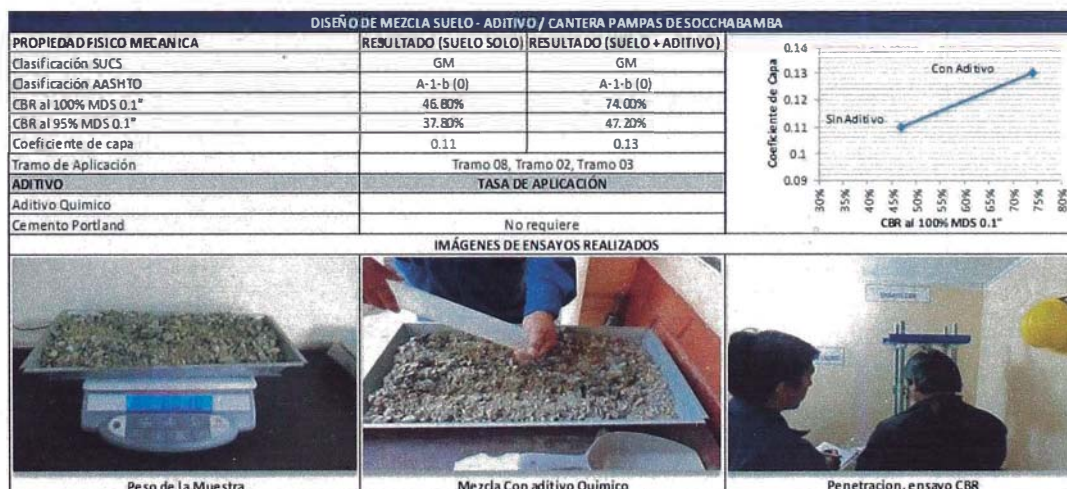 DISEÑO DE MEZCLA SUELO - ADITIVO / CANTERA PAMPAS DE SOCCHABAMBA
PROPIEDAD FISICO MECANICA RESULTADO (SUELO SOLO) RESULTADO (SUELO + ADITIVO)
Clasificación SUCS GM GM
Clasificación AASHTO A-1-b (0) A-1-b (0)
CBR al 100% MDS 0.1" 46.80% 74.00%
CBR al 95% MDS 0.1" 37.80% 47.20%
Coeficiente de capa 0.11 0.13
Tramo de Aplicación Tramo 08, Tramo 02, Tramo 03
ADITIVO TASA DE APLICACIÓN
Aditivo Quimico
Cemento Portland No requiere
Coeficiente de Capa
0.14
0.13
0.12
0.11
0.1
0.09
Con Aditivo
Sin Aditivo
30% 35% 40% 45% 50% 55% 60% 65% 70% 75% 80%
CBR al 100% MDS 0.1"
IMÁGENES DE ENSAYOS REALIZADOS
Peso de la Muestra
Mezcla Con aditivo Quimico
Penetracion, ensayo CBR